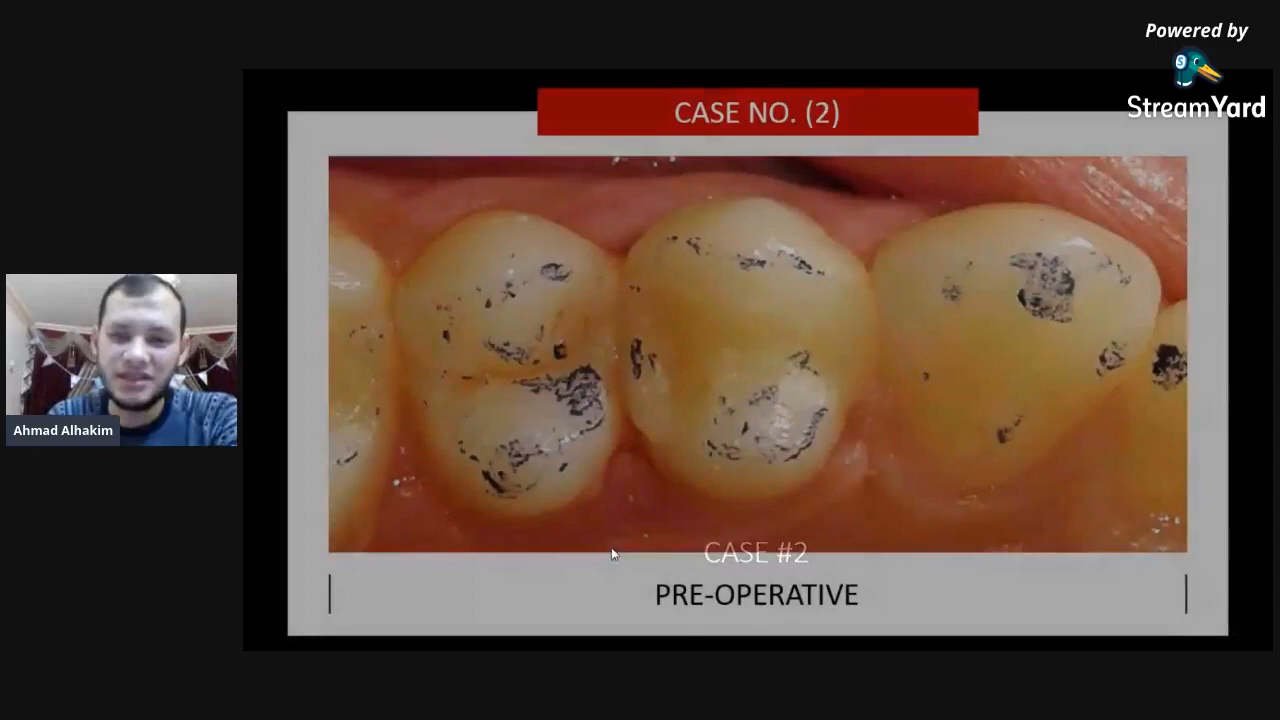 Powered by
StreamYard
CASE NO. (2)
Ahmad Alhakim
CASE #2
PRE-OPERATIVE